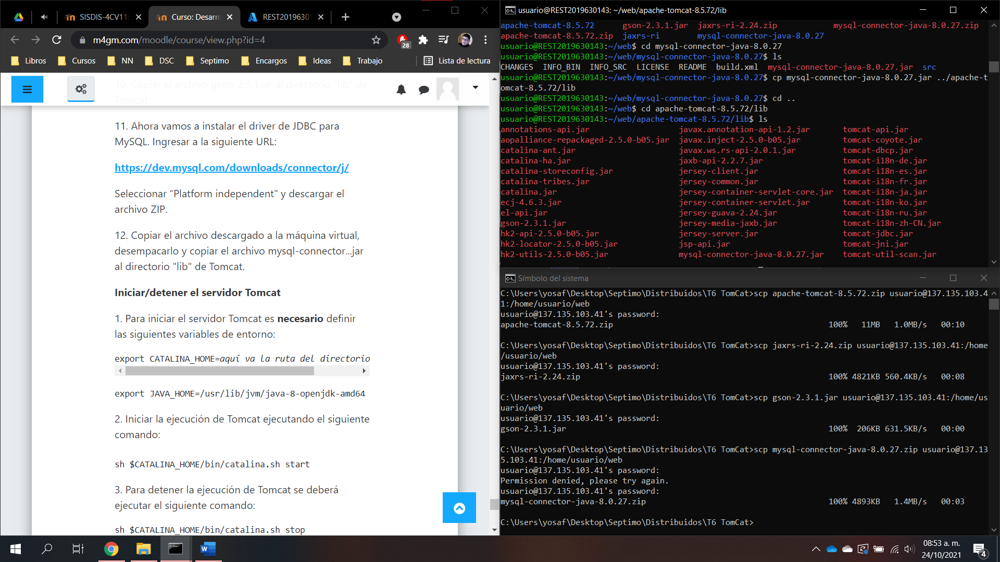 SISDIS-4CV11
Curso: Desarro
REST20196301
m4gm.com/moodle/course/view.php?id=4
28
Libros
Cursos
NN
DSC
Septimo
Encargos
Ideas
Trabajo
Lista de lectura
10. Copiar el archivo gson-2.3.1.jar al directorio "lib" de
Tomcat.
11. Ahora vamos a instalar el driver de JDBC para
MySQL. Ingresar a la siguiente URL:
https://dev.mysql.com/downloads/connector/j/
Seleccionar “Platform independent" y descargar el
archivo ZIP.
12. Copiar el archivo descargado a la máquina virtual,
desempacarlo y copiar el archivo mysql-connector...jar
al directorio "lib" de Tomcat.
Iniciar/detener el servidor Tomcat
1. Para iniciar el servidor Tomcat es necesario definir
las siguientes variables de entorno:
export CATALINA_HOME=aquí va la ruta del directorio
export JAVA_HOME=/usr/lib/jvm/java-8-openjdk-amd64
2. Iniciar la ejecución de Tomcat ejecutando el siguiente
comando:
sh $CATALINA_HOME/bin/catalina.sh start
3. Para detener la ejecución de Tomcat se deberá
ejecutar el siguiente comando:
sh $CATALINA_HOME/bin/catalina.sh stop
usuario@REST2019630143: ~/web/apache-tomcat-8.5.72/lib
apache-tomcat-8.5.72 gson-2.3.1.jar jaxrs-ri-2.24.zip mysql-connector-java-8.0.27.zip
apache-tomcat-8.5.72.zip jaxrs-ri mysql-connector-java-8.0.27
usuario@REST2019630143:~/web$ cd mysql-connector-java-8.0.27
usuario@REST2019630143:~/web/mysql-connector-java-8.0.27$ ls
CHANGES INFO_BIN INFO_SRC LICENSE README build.xml mysql-connector-java-8.0.27.jar src
usuario@REST2019630143:~/web/mysql-connector-java-8.0.27$ cp mysql-connector-java-8.0.27.jar ../apache-t
omcat-8.5.72/lib
usuario@REST2019630143:~/web/mysql-connector-java-8.0.27$ cd ..
usuario@REST2019630143:~/web$ cd apache-tomcat-8.5.72/lib
usuario@REST2019630143:~/web/apache-tomcat-8.5.72/lib$ ls
annotations-api.jar javax.annotation-api-1.2.jar tomcat-api.jar
aopalliance-repackaged-2.5.0-b05.jar javax.inject-2.5.0-b05.jar tomcat-coyote.jar
catalina-ant.jar javax.ws.rs-api-2.0.1.jar tomcat-dbcp.jar
catalina-ha.jar jaxb-api-2.2.7.jar tomcat-i18n-de.jar
catalina-storeconfig.jar jersey-client.jar tomcat-i18n-es.jar
catalina-tribes.jar jersey-common.jar tomcat-i18n-fr.jar
catalina.jar jersey-container-servlet-core.jar tomcat-i18n-ja.jar
ecj-4.6.3.jar jersey-container-servlet.jar tomcat-i18n-ko.jar
el-api.jar jersey-guava-2.24.jar tomcat-i18n-ru.jar
gson-2.3.1.jar jersey-media-jaxb.jar tomcat-i18n-zh-CN.jar
hk2-api-2.5.0-b05.jar jersey-server.jar tomcat-jdbc.jar
hk2-locator-2.5.0-b05.jar jsp-api.jar tomcat-jni.jar
hk2-utils-2.5.0-b05.jar mysql-connector-java-8.0.27.jar tomcat-util-scan.jar
Símbolo del sistema
C:\Users\yosaf\Desktop\Septimo\Distribuidos\T6 TomCat>scp apache-tomcat-8.5.72.zip usuario@137.135.103.4
1:/home/usuario/web
usuario@137.135.103.41's password:
apache-tomcat-8.5.72.zip 100% 11MB 1.0MB/s 00:10
C:\Users\yosaf\Desktop\Septimo\Distribuidos\T6 TomCat>scp jaxrs-ri-2.24.zip usuario@137.135.103.41:/home
/usuario/web
usuario@137.135.103.41's password:
jaxrs-ri-2.24.zip 100% 4821KB 560.4KB/s 00:08
C:\Users\yosaf\Desktop\Septimo\Distribuidos\T6 TomCat>scp gson-2.3.1.jar usuario@137.135.103.41:/home/us
uario/web
usuario@137.135.103.41's password:
gson-2.3.1.jar 100% 206KB 631.5KB/s 00:00
C:\Users\yosaf\Desktop\Septimo\Distribuidos\T6 TomCat>scp mysql-connector-java-8.0.27.zip usuario@137.13
5.103.41:/home/usuario/web
usuario@137.135.103.41's password:
Permission denied, please try again.
usuario@137.135.103.41's password:
mysql-connector-java-8.0.27.zip 100% 4893KB 1.4MB/s 00:03
C:\Users\yosaf\Desktop\Septimo\Distribuidos\T6 TomCat>
08:53 a. m.
24/10/2021
4